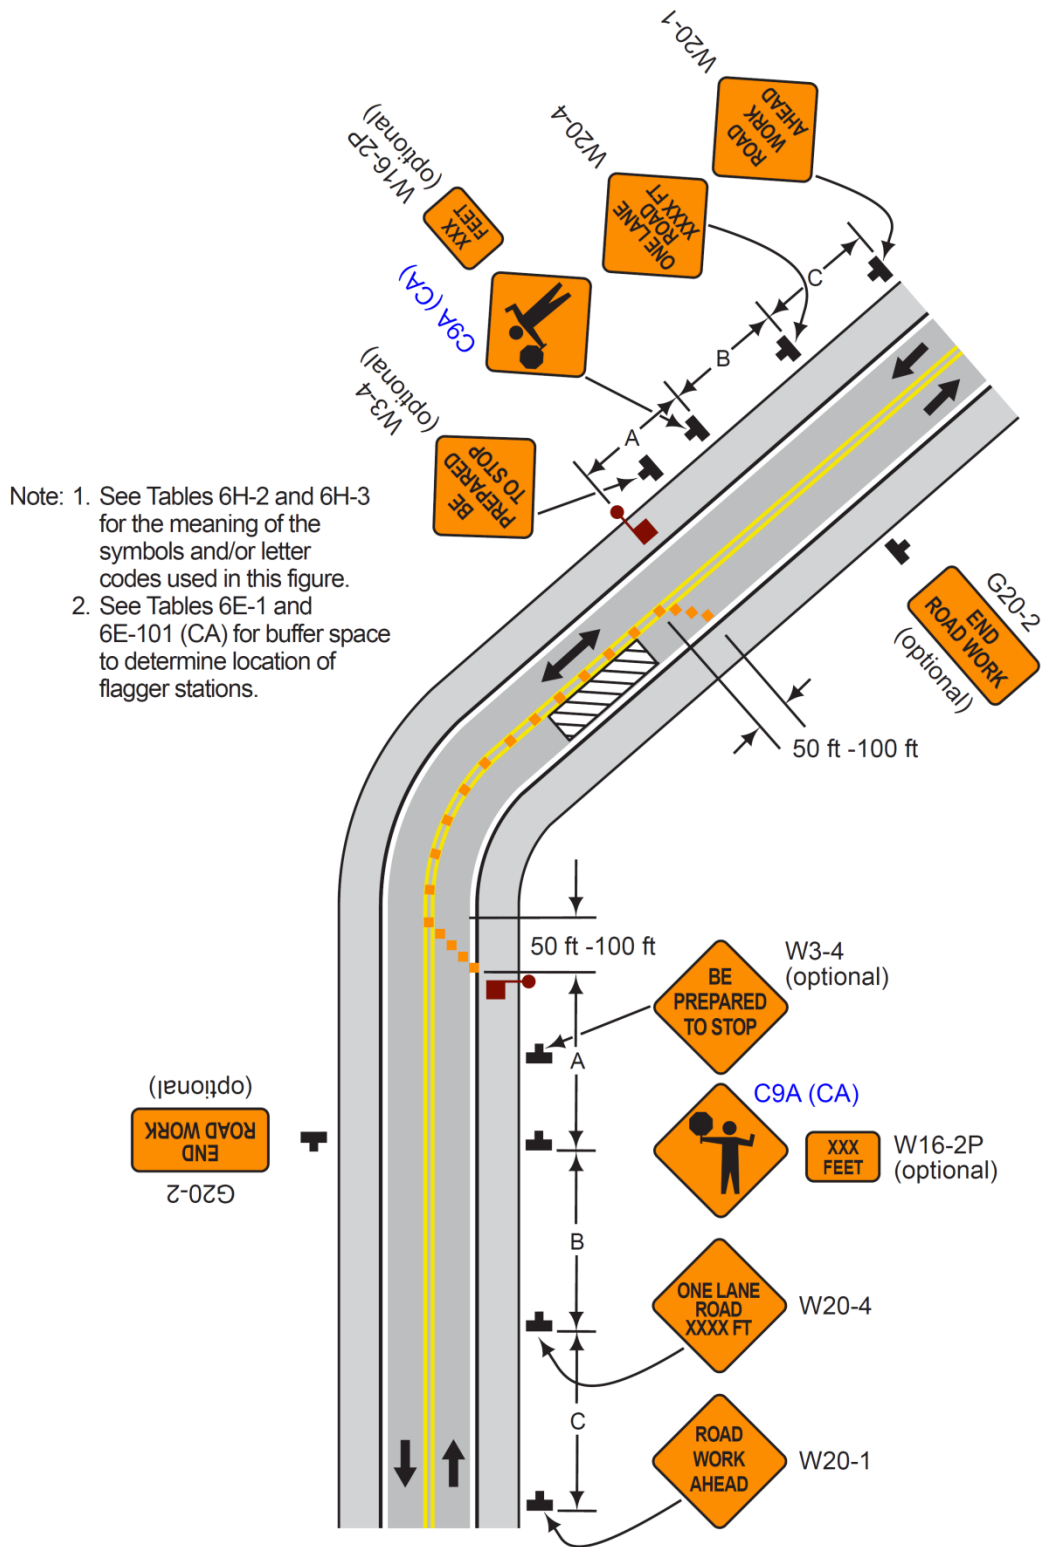 W20-1
ROAD
WORK
AHEAD
W20-4
ONE LANE
ROAD
XXXX FT
W16-2P
(optional)
XXX
FEET
C9A (CA)
W3-4
(optional)
BE
PREPARED
TO STOP
C
B
A
Note: 1. See Tables 6H-2 and 6H-3
for the meaning of the
symbols and/or letter
codes used in this figure.
2. See Tables 6E-1 and
6E-101 (CA) for buffer space
to determine location of
flagger stations.
G20-2
END
ROAD WORK
(optional)
50 ft -100 ft
50 ft -100 ft
BE
PREPARED
TO STOP
W3-4
(optional)
A
C9A (CA)
XXX
FEET
W16-2P
(optional)
(optional)
END
ROAD WORK
G20-2
B
ONE LANE
ROAD
XXXX FT
W20-4
C
ROAD
WORK
AHEAD
W20-1